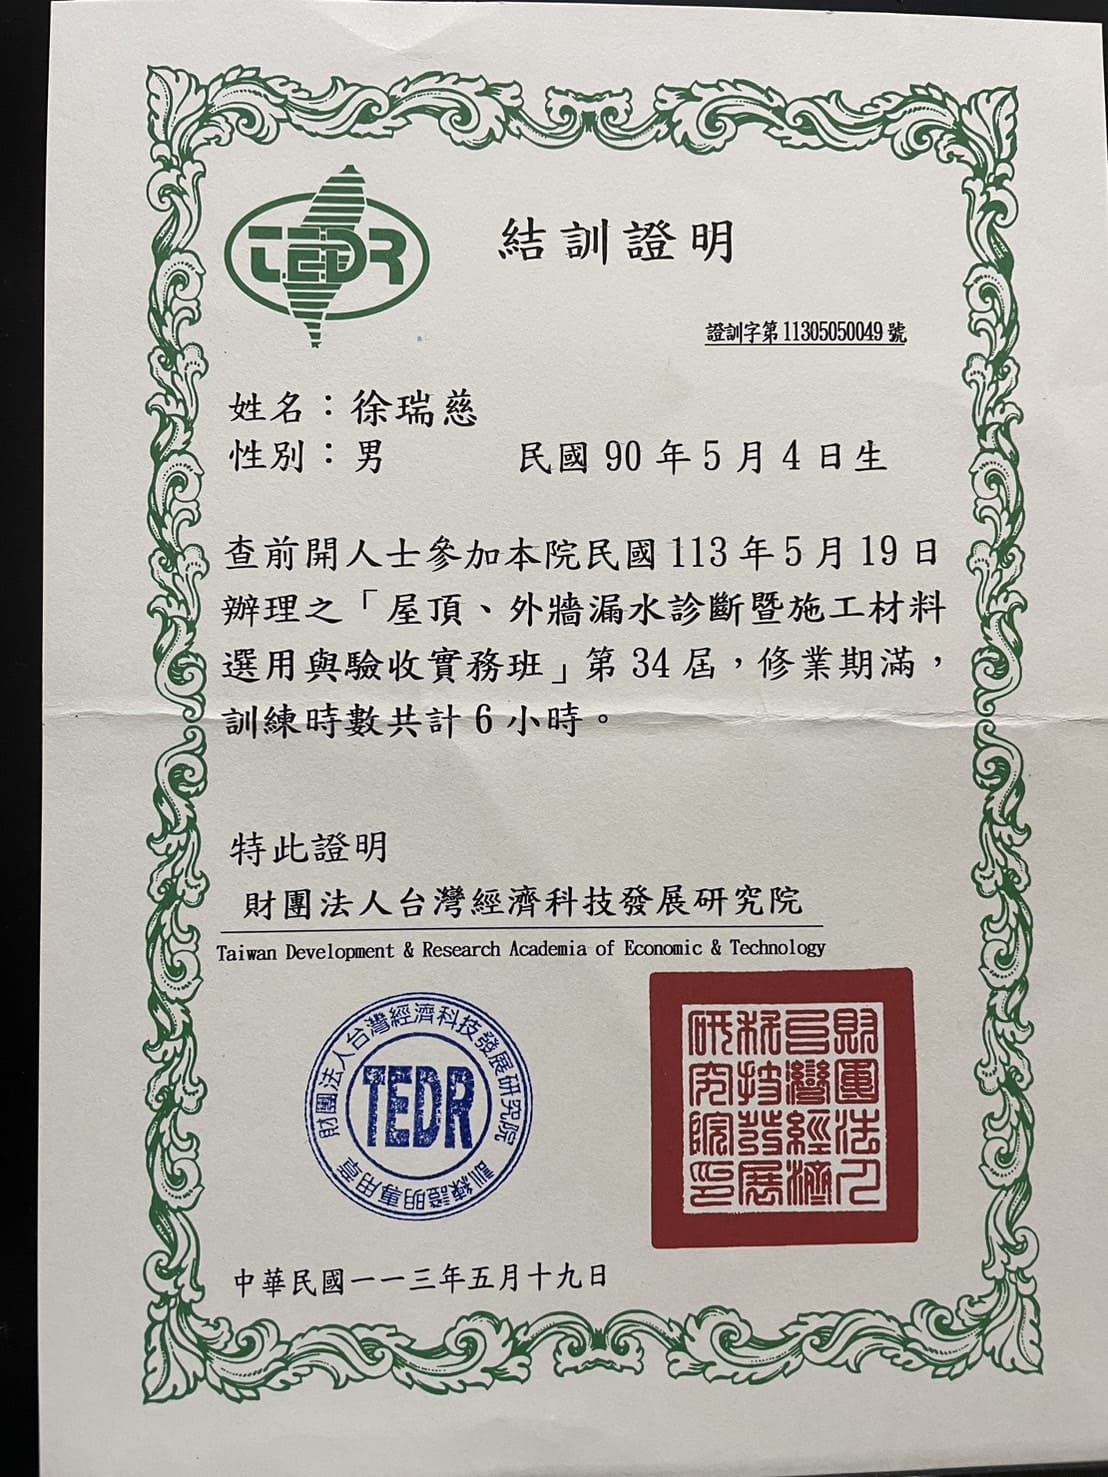 TEDR
結訓證明
證訓字第11305050049號
姓名：徐瑞慈
性別：男 民國90年5月4日生
查前開人士參加本院民國113年5月19日
辦理之「屋頂、外牆漏水診斷暨施工材料
選用與驗收實務班」第34屆，修業期滿，
訓練時數共計6小時。
特此證明
財團法人台灣經濟科技發展研究院
Taiwan Development & Research Academia of Economic & Technology
財團法人台灣經濟科技發展研究院
TEDR
訓練證明專用章
財團法人
台灣經濟
科技發展
研究院印
中華民國一一三年五月十九日